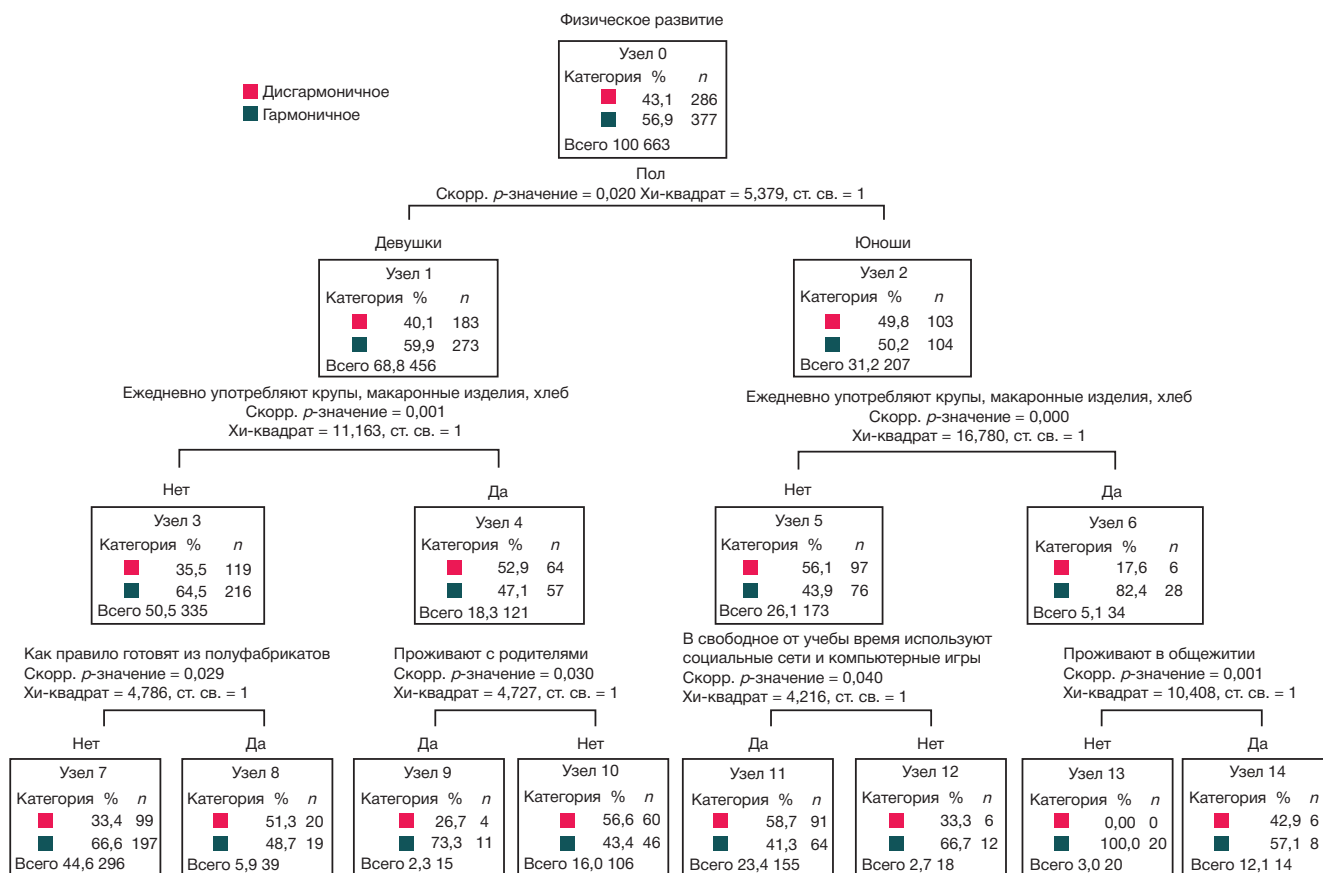 Физическое развитие
Узел 0
Категория % n
43,1 286
56,9 377
Всего 100 663
Дисгармоничное
Гармоничное
Пол
Скорр. p-значение = 0,020 Хи-квадрат = 5,379, ст. св. = 1
Девушки
Узел 1
Категория % n
40,1 183
59,9 273
Всего 68,8 456
Юноши
Узел 2
Категория % n
49,8 103
50,2 104
Всего 31,2 207
Ежедневно употребляют крупы, макаронные изделия, хлеб
Скорр. p-значение = 0,001
Хи-квадрат = 11,163, ст. св. = 1
Ежедневно употребляют крупы, макаронные изделия, хлеб
Скорр. p-значение = 0,000
Хи-квадрат = 16,780, ст. св. = 1
Нет
Узел 3
Категория % n
35,5 119
64,5 216
Всего 50,5 335
Да
Узел 4
Категория % n
52,9 64
47,1 57
Всего 18,3 121
Нет
Узел 5
Категория % n
56,1 97
43,9 76
Всего 26,1 173
Да
Узел 6
Категория % n
17,6 6
82,4 28
Всего 5,1 34
Как правило готовят из полуфабрикатов
Скорр. p-значение = 0,029
Хи-квадрат = 4,786, ст. св. = 1
Проживают с родителями
Скорр. p-значение = 0,030
Хи-квадрат = 4,727, ст. св. = 1
В свободное от учебы время используют
социальные сети и компьютерные игры
Скорр. p-значение = 0,040
Хи-квадрат = 4,216, ст. св. = 1
Проживают в общежитии
Скорр. p-значение = 0,001
Хи-квадрат = 10,408, ст. св. = 1
Нет
Узел 7
Категория % n
33,4 99
66,6 197
Всего 44,6 296
Да
Узел 8
Категория % n
51,3 20
48,7 19
Всего 5,9 39
Да
Узел 9
Категория % n
26,7 4
73,3 11
Всего 2,3 15
Нет
Узел 10
Категория % n
56,6 60
43,4 46
Всего 16,0 106
Да
Узел 11
Категория % n
58,7 91
41,3 64
Всего 23,4 155
Нет
Узел 12
Категория % n
33,3 6
66,7 12
Всего 2,7 18
Нет
Узел 13
Категория % n
0,00 0
100,0 20
Всего 3,0 20
Да
Узел 14
Категория % n
42,9 6
57,1 8
Всего 12,1 14